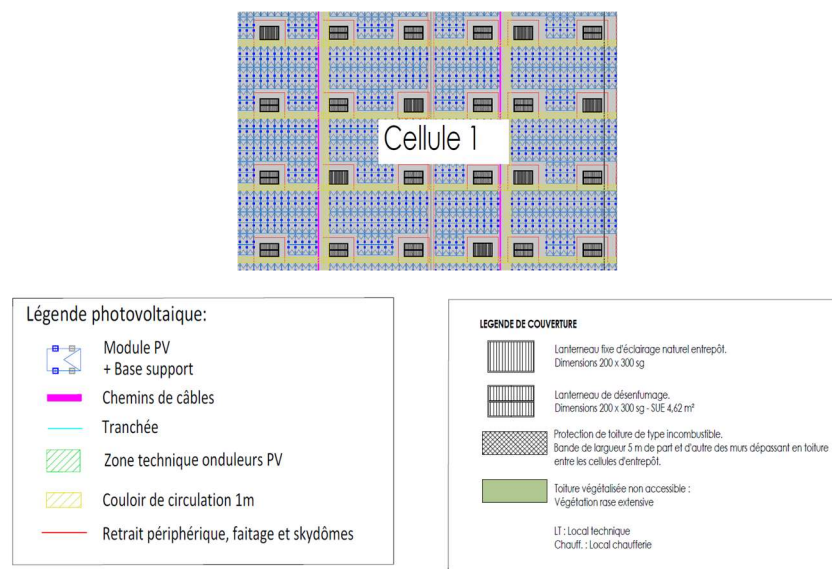 Cellule 1
Légende photovoltaique:
Module PV
+ Base support
Chemins de câbles
Tranchée
Zone technique onduleurs PV
Couloir de circulation 1m
Retrait périphérique, faitage et skydômes
LEGENDE DE COUVERTURE
Lanterneau fixe d'éclairage naturel entrepôt.
Dimensions 200 x 300 sg
Lanterneau de désenfumage.
Dimensions 200 x 300 sg - SUE 4,62 m²
Protection de toiture de type incombustible.
Bande de largueur 5 m de part et d'autre des murs dépassant en toiture
entre les cellules d'entrepôt.
Toiture végétalisée non accessible :
Végétation rase extensive
LT : Local technique
Chauff. : Local chaufferie